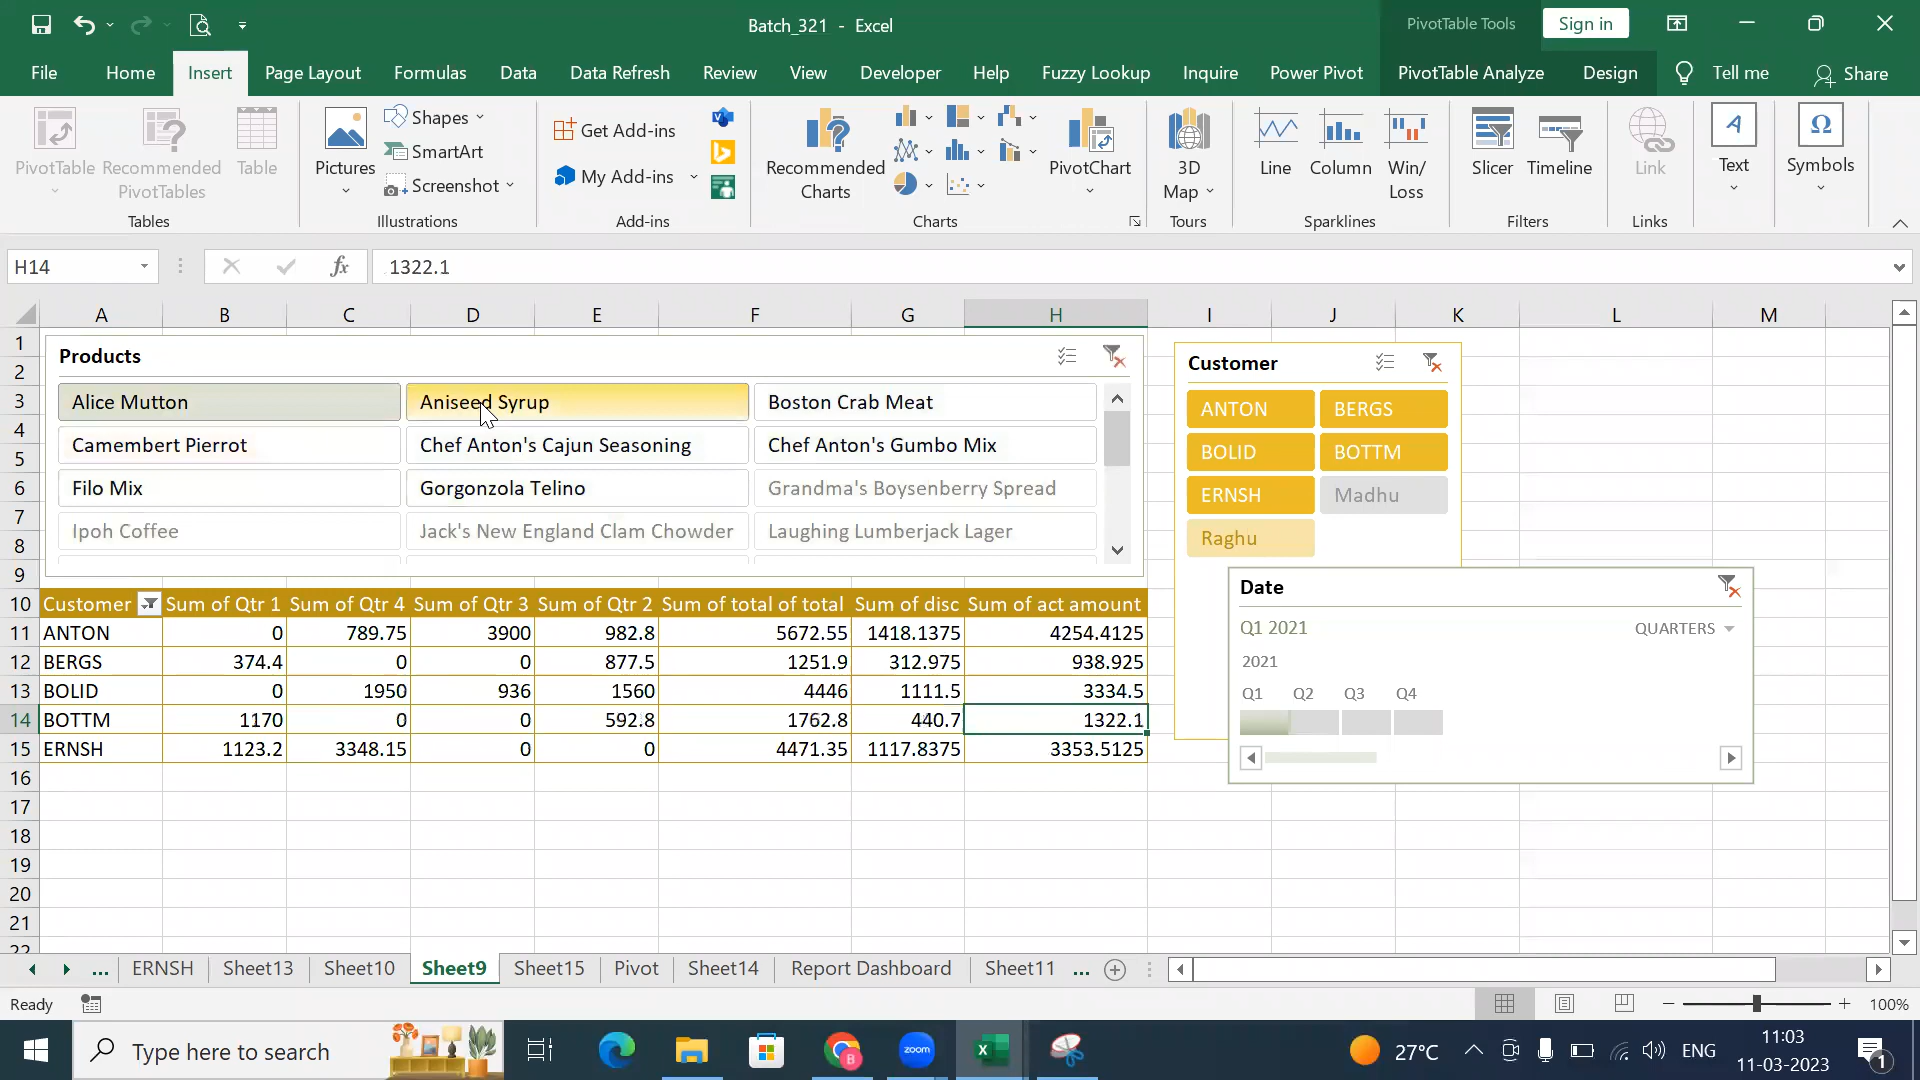 Batch_321 - Excel
PivotTable Tools
Sign in
File Home Insert Page Layout Formulas Data Data Refresh Review View Developer Help Fuzzy Lookup Inquire Power Pivot PivotTable Analyze Design Tell me Share
PivotTable
Recommended PivotTables
Table
Tables
Pictures
Shapes
SmartArt
Screenshot
Illustrations
Get Add-ins
My Add-ins
Add-ins
Recommended Charts
PivotChart
Charts
3D Map
Tours
Line
Column
Win/Loss
Sparklines
Slicer
Timeline
Filters
Link
Links
A
Text
Ω
Symbols
H14
fx
1322.1
A B C D E F G H I J K L M
1
2
3
4
5
6
7
8
9
Products
Alice Mutton Aniseed Syrup Boston Crab Meat
Camembert Pierrot Chef Anton's Cajun Seasoning Chef Anton's Gumbo Mix
Filo Mix Gorgonzola Telino Grandma's Boysenberry Spread
Ipoh Coffee Jack's New England Clam Chowder Laughing Lumberjack Lager
Customer
ANTON BERGS
BOLID BOTTM
ERNSH Madhu
Raghu
Date
Q1 2021 QUARTERS
2021
Q1 Q2 Q3 Q4
10 Customer Sum of Qtr 1 Sum of Qtr 4 Sum of Qtr 3 Sum of Qtr 2 Sum of total of total Sum of disc Sum of act amount
11 ANTON 0 789.75 3900 982.8 5672.55 1418.1375 4254.4125
12 BERGS 374.4 0 0 877.5 1251.9 312.975 938.925
13 BOLID 0 1950 936 1560 4446 1111.5 3334.5
14 BOTTM 1170 0 0 592.8 1762.8 440.7 1322.1
15 ERNSH 1123.2 3348.15 0 0 4471.35 1117.8375 3353.5125
16
17
18
19
20
21
22
... ERNSH Sheet13 Sheet10 Sheet9 Sheet15 Pivot Sheet14 Report Dashboard Sheet11 ...
Ready
100%
Type here to search
zoom
B
27°C
ENG
11:03
11-03-2023
1